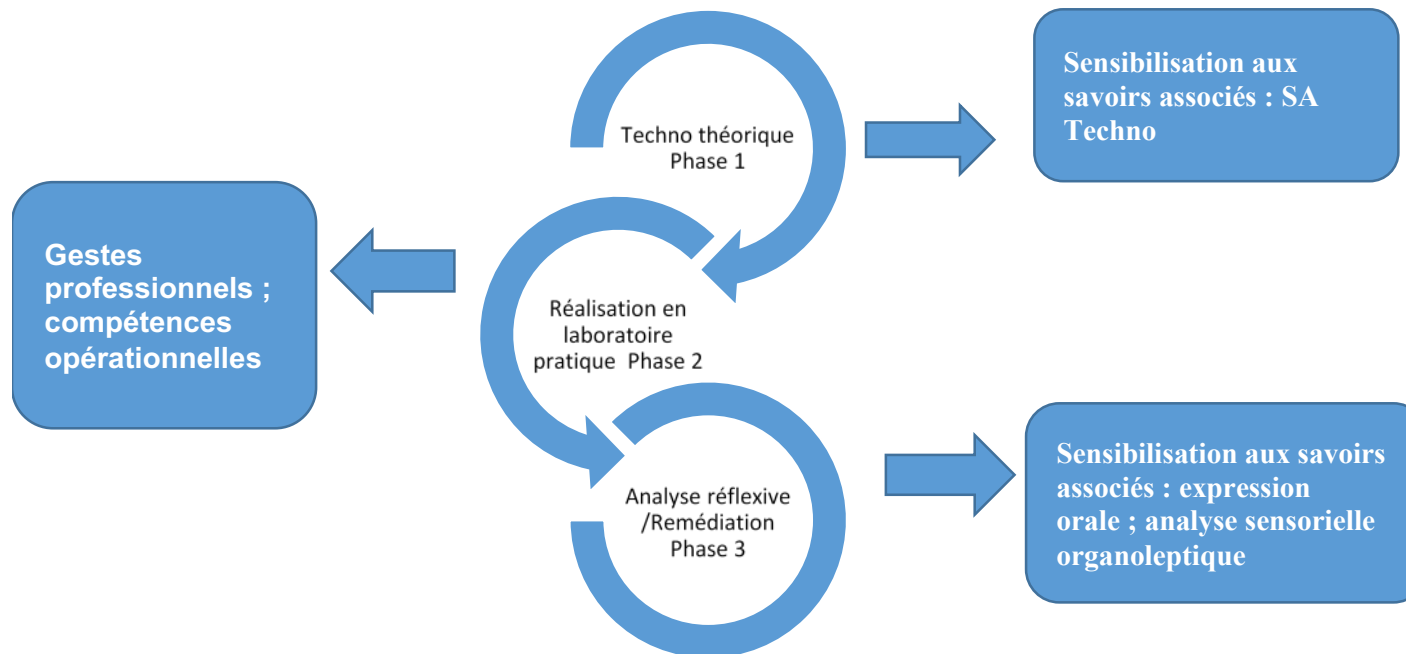 Techno théorique
Phase 1
Sensibilisation aux
savoirs associés : SA
Techno
Gestes
professionnels ;
compétences
opérationnelles
Réalisation en
laboratoire
pratique  Phase 2
Analyse réflexive
/Remédiation
Phase 3
Sensibilisation aux savoirs
associés : expression
orale ; analyse sensorielle
organoleptique